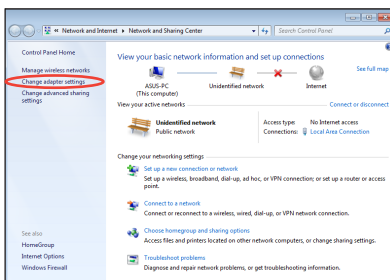 « Network and Internet ▸ Network and Sharing Center
Search Control Panel
Control Panel Home
Manage wireless networks
Change adapter settings
Change advanced sharing
settings
See also
HomeGroup
Internet Options
Windows Firewall
View your basic network information and set up connections
See full map
ASUS-PC
(This computer)
Unidentified network
Internet
View your active networks
Connect or disconnect
Unidentified network
Public network
Access type:
No Internet access
Connections:
Local Area Connection
Change your networking settings
Set up a new connection or network
Set up a wireless, broadband, dial-up, ad hoc, or VPN connection; or set up a router or access
point.
Connect to a network
Connect or reconnect to a wireless, wired, dial-up, or VPN network connection.
Choose homegroup and sharing options
Access files and printers located on other network computers, or change sharing settings.
Troubleshoot problems
Diagnose and repair network problems, or get troubleshooting information.